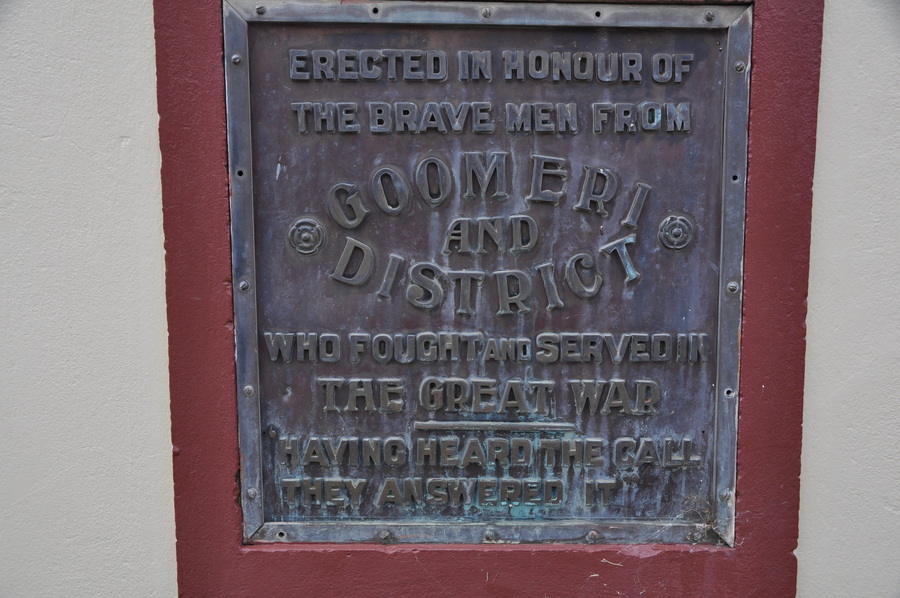 ERECTED IN HONOUR OF
THE BRAVE MEN FROM
GOOMERI
AND
DISTRICT
WHO FOUGHT AND SERVED IN
THE GREAT WAR
HAVING HEARD THE CALL
THEY ANSWERED IT